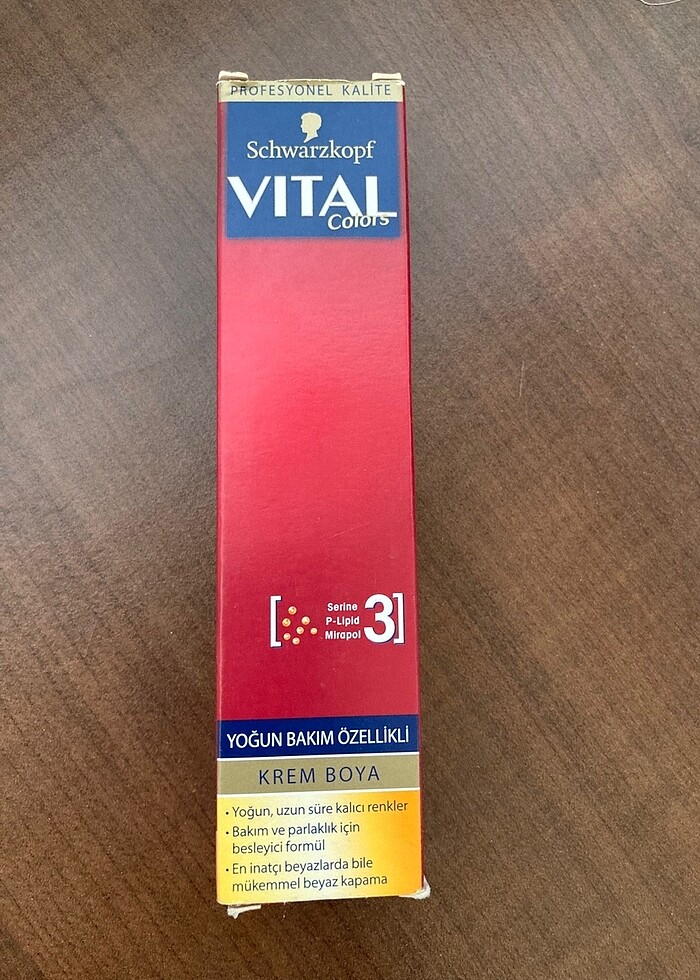 PROFESYONEL KALİTE
Schwarzkopf
VITAL
Colors
Serine
P-Lipid
Mirapol
[3]
YOĞUN BAKIM ÖZELLİKLİ
KREM BOYA
• Yoğun, uzun süre kalıcı renkler
• Bakım ve parlaklık için
besleyici formül
• En inatçı beyazlarda bile
mükemmel beyaz kapama